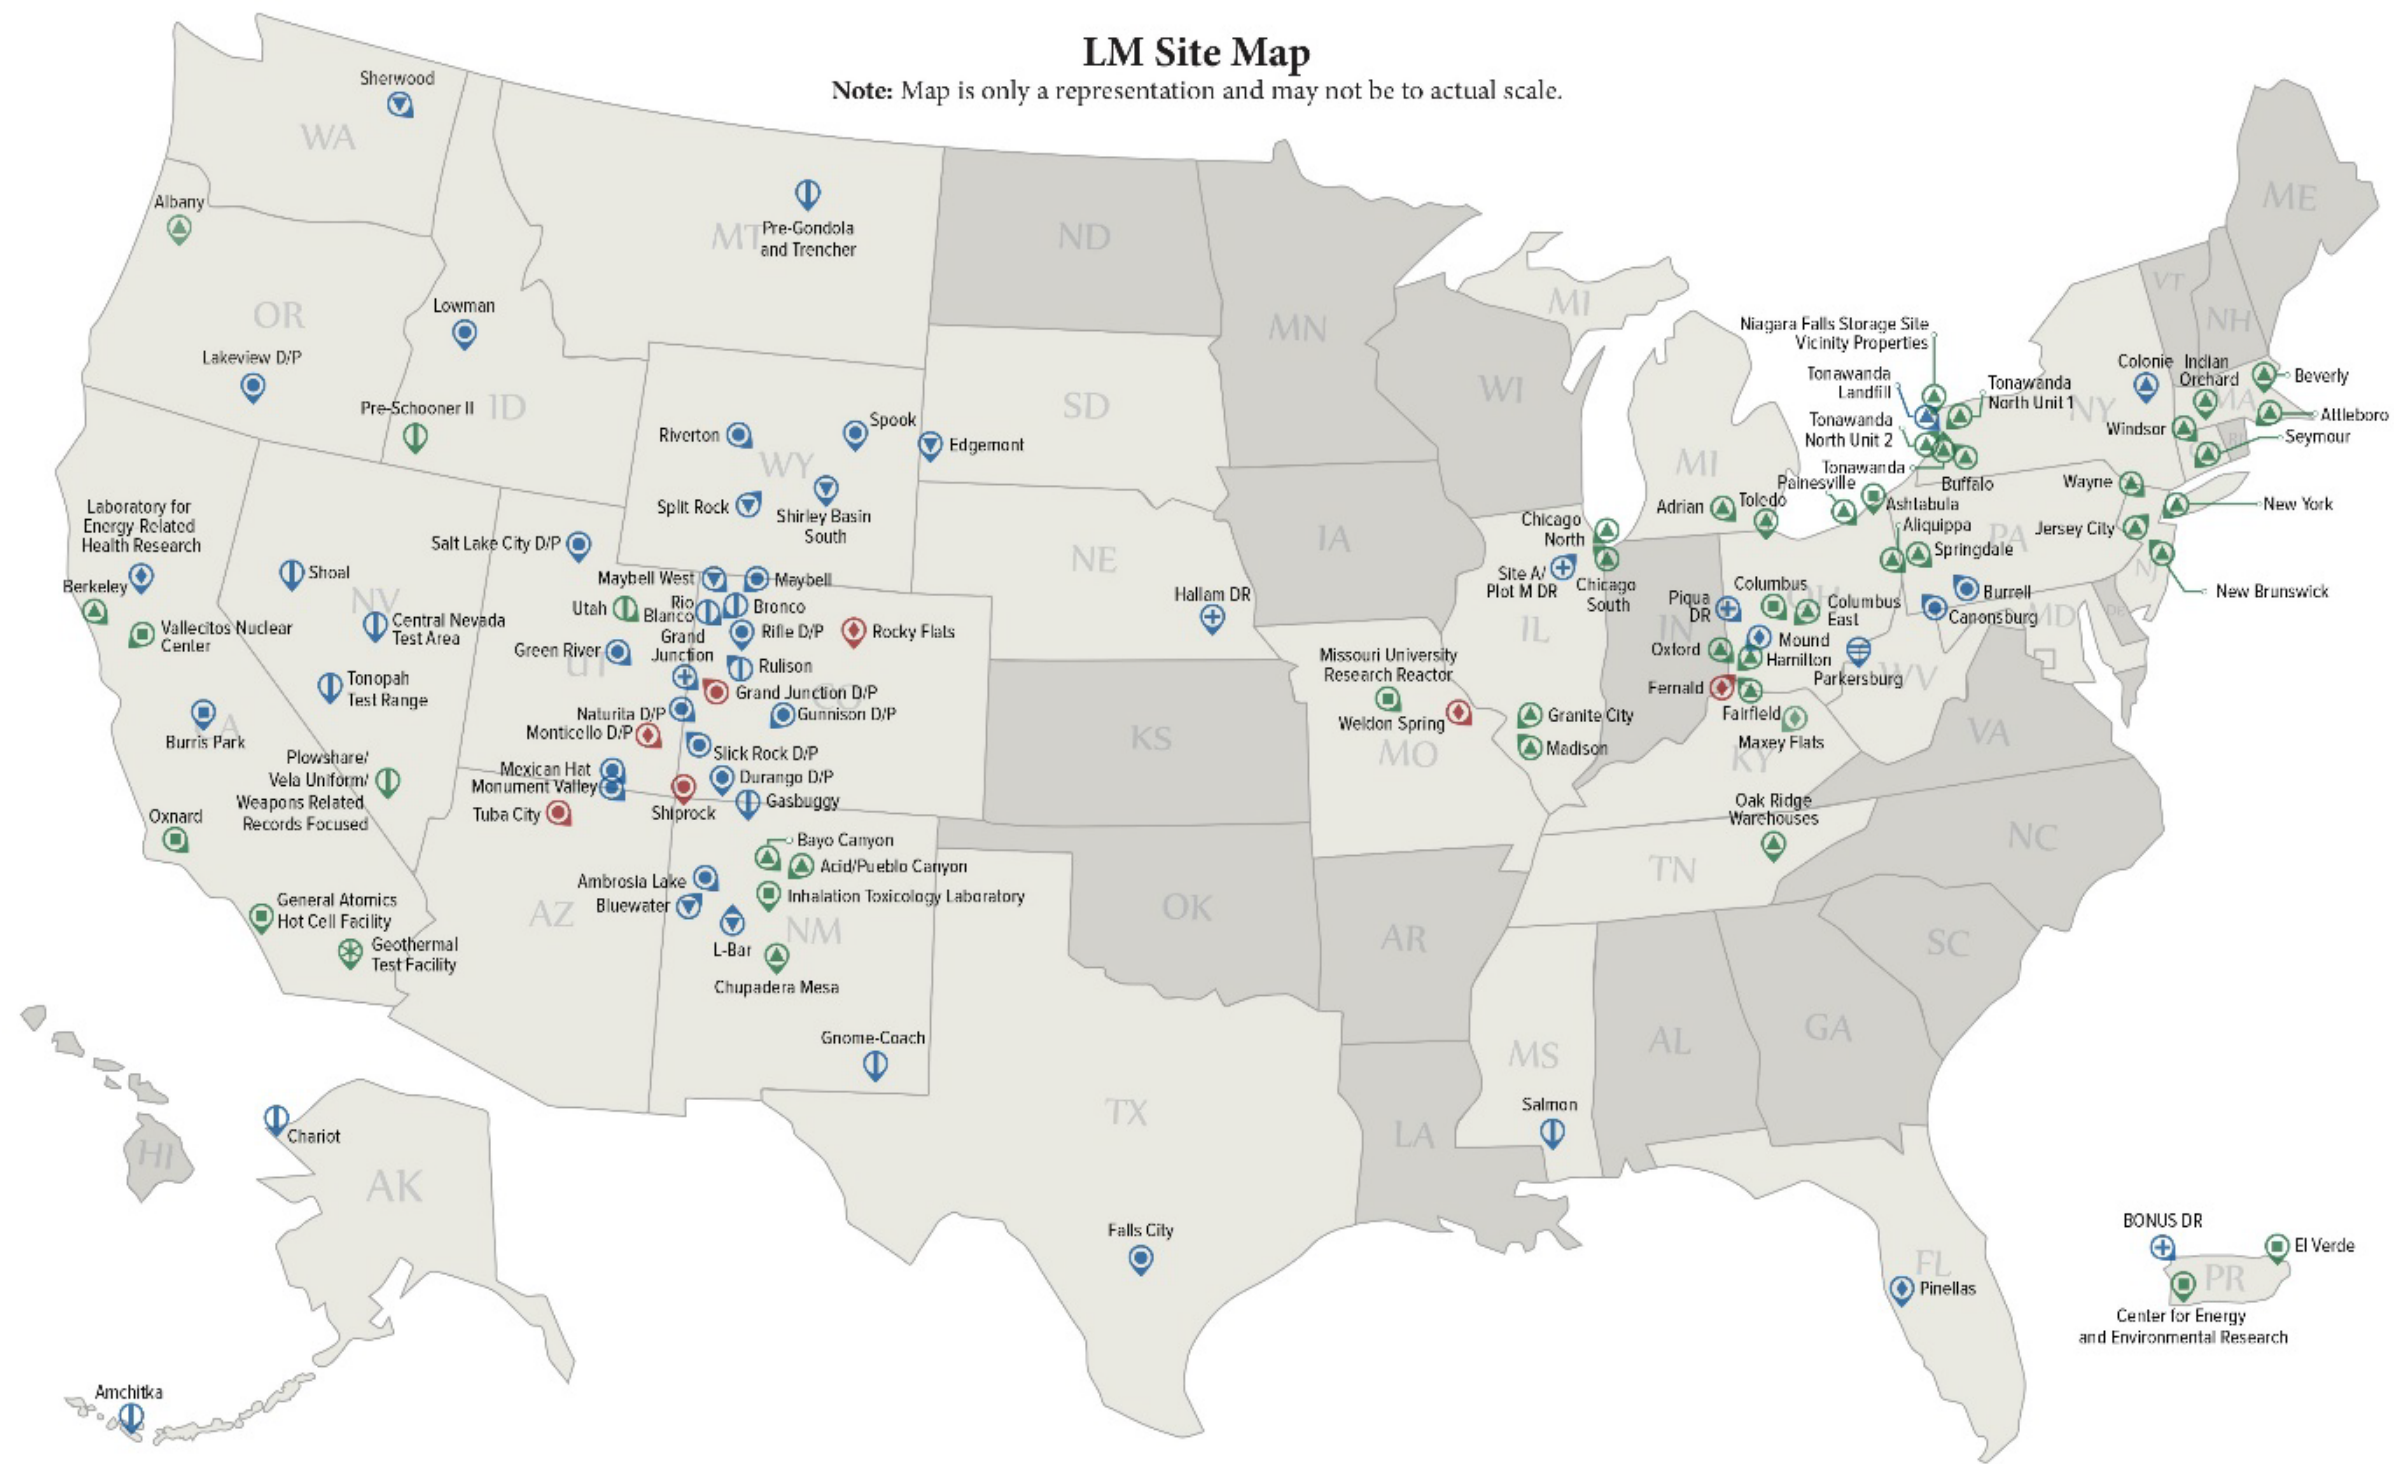 LM Site Map
Note: Map is only a representation and may not be to actual scale.
Sherwood
WA
Albany
OR
Lakeview D/P
Lowman
Pre-Schooner II
ID
MT
Pre-Gondola
and Trencher
ND
MN
SD
WI
MI
MI
ME
VT
NH
Riverton
Spook
Edgemont
WY
Split Rock
Shirley Basin
South
Laboratory for
Energy-Related
Health Research
Berkeley
Vallecitos Nuclear
Center
Burris Park
A
Oxnard
General Atomics
Hot Cell Facility
Geothermal
Test Facility
Shoal
NV
Central Nevada
Test Area
Tonopah
Test Range
Plowshare/
Vela Uniform/
Weapons Related
Records Focused
Salt Lake City D/P
Maybell West
Maybell
Utah
Rio
Blanco
Bronco
Green River
UT
Grand
Junction
Rifle D/P
Rocky Flats
Rulison
Grand Junction D/P
CO
Naturita D/P
Gunnison D/P
Monticello D/P
Slick Rock D/P
Mexican Hat
Durango D/P
Monument Valley
Gasbuggy
Tuba City
Shiprock
Bayo Canyon
Acid/Pueblo Canyon
Ambrosia Lake
Inhalation Toxicology Laboratory
Bluewater
AZ
NM
L-Bar
Chupadera Mesa
Gnome-Coach
NE
Hallam DR
IA
KS
OK
TX
Falls City
Missouri University
Research Reactor
Weldon Spring
MO
AR
LA
MS
Salmon
AL
GA
SC
NC
TN
Oak Ridge
Warehouses
KY
VA
WV
MD
DE
NJ
Chicago
North
Site A/
Plot M DR
Chicago
South
IL
IN
Granite City
Madison
Adrian
Toledo
Painesville
Ashtabula
Aliquippa
Springdale
PA
OH
Columbus
Columbus
East
Piqua
DR
Mound
Oxford
Hamilton
Parkersburg
Fernald
Fairfield
Maxey Flats
Burrell
Canonsburg
Niagara Falls Storage Site
Vicinity Properties
Tonawanda
Landfill
Tonawanda
North Unit 1
Tonawanda
North Unit 2
Tonawanda
Buffalo
NY
Colonie
Indian
Orchard
Beverly
MA
Attleboro
Windsor
RI
Seymour
Wayne
New York
Jersey City
New Brunswick
HI
Chariot
AK
Amchitka
FL
Pinellas
BONUS DR
El Verde
PR
Center for Energy
and Environmental Research